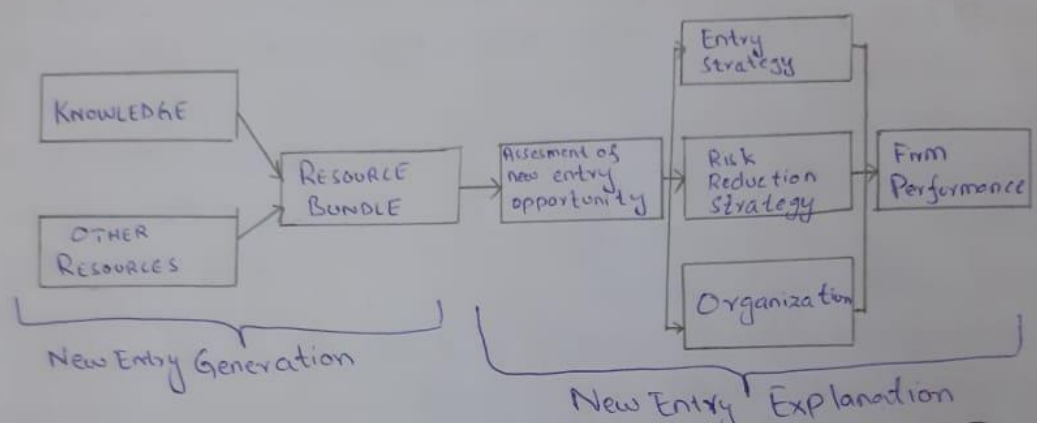 KNOWLEDGE
OTHER
RESOURCES
RESOURCE
BUNDLE
Assesment of
new entry
opportunity
Entry
Strategy
Risk
Reduction
Strategy
Organization
Firm
Performance
New Entry Generation
New Entry Explanation